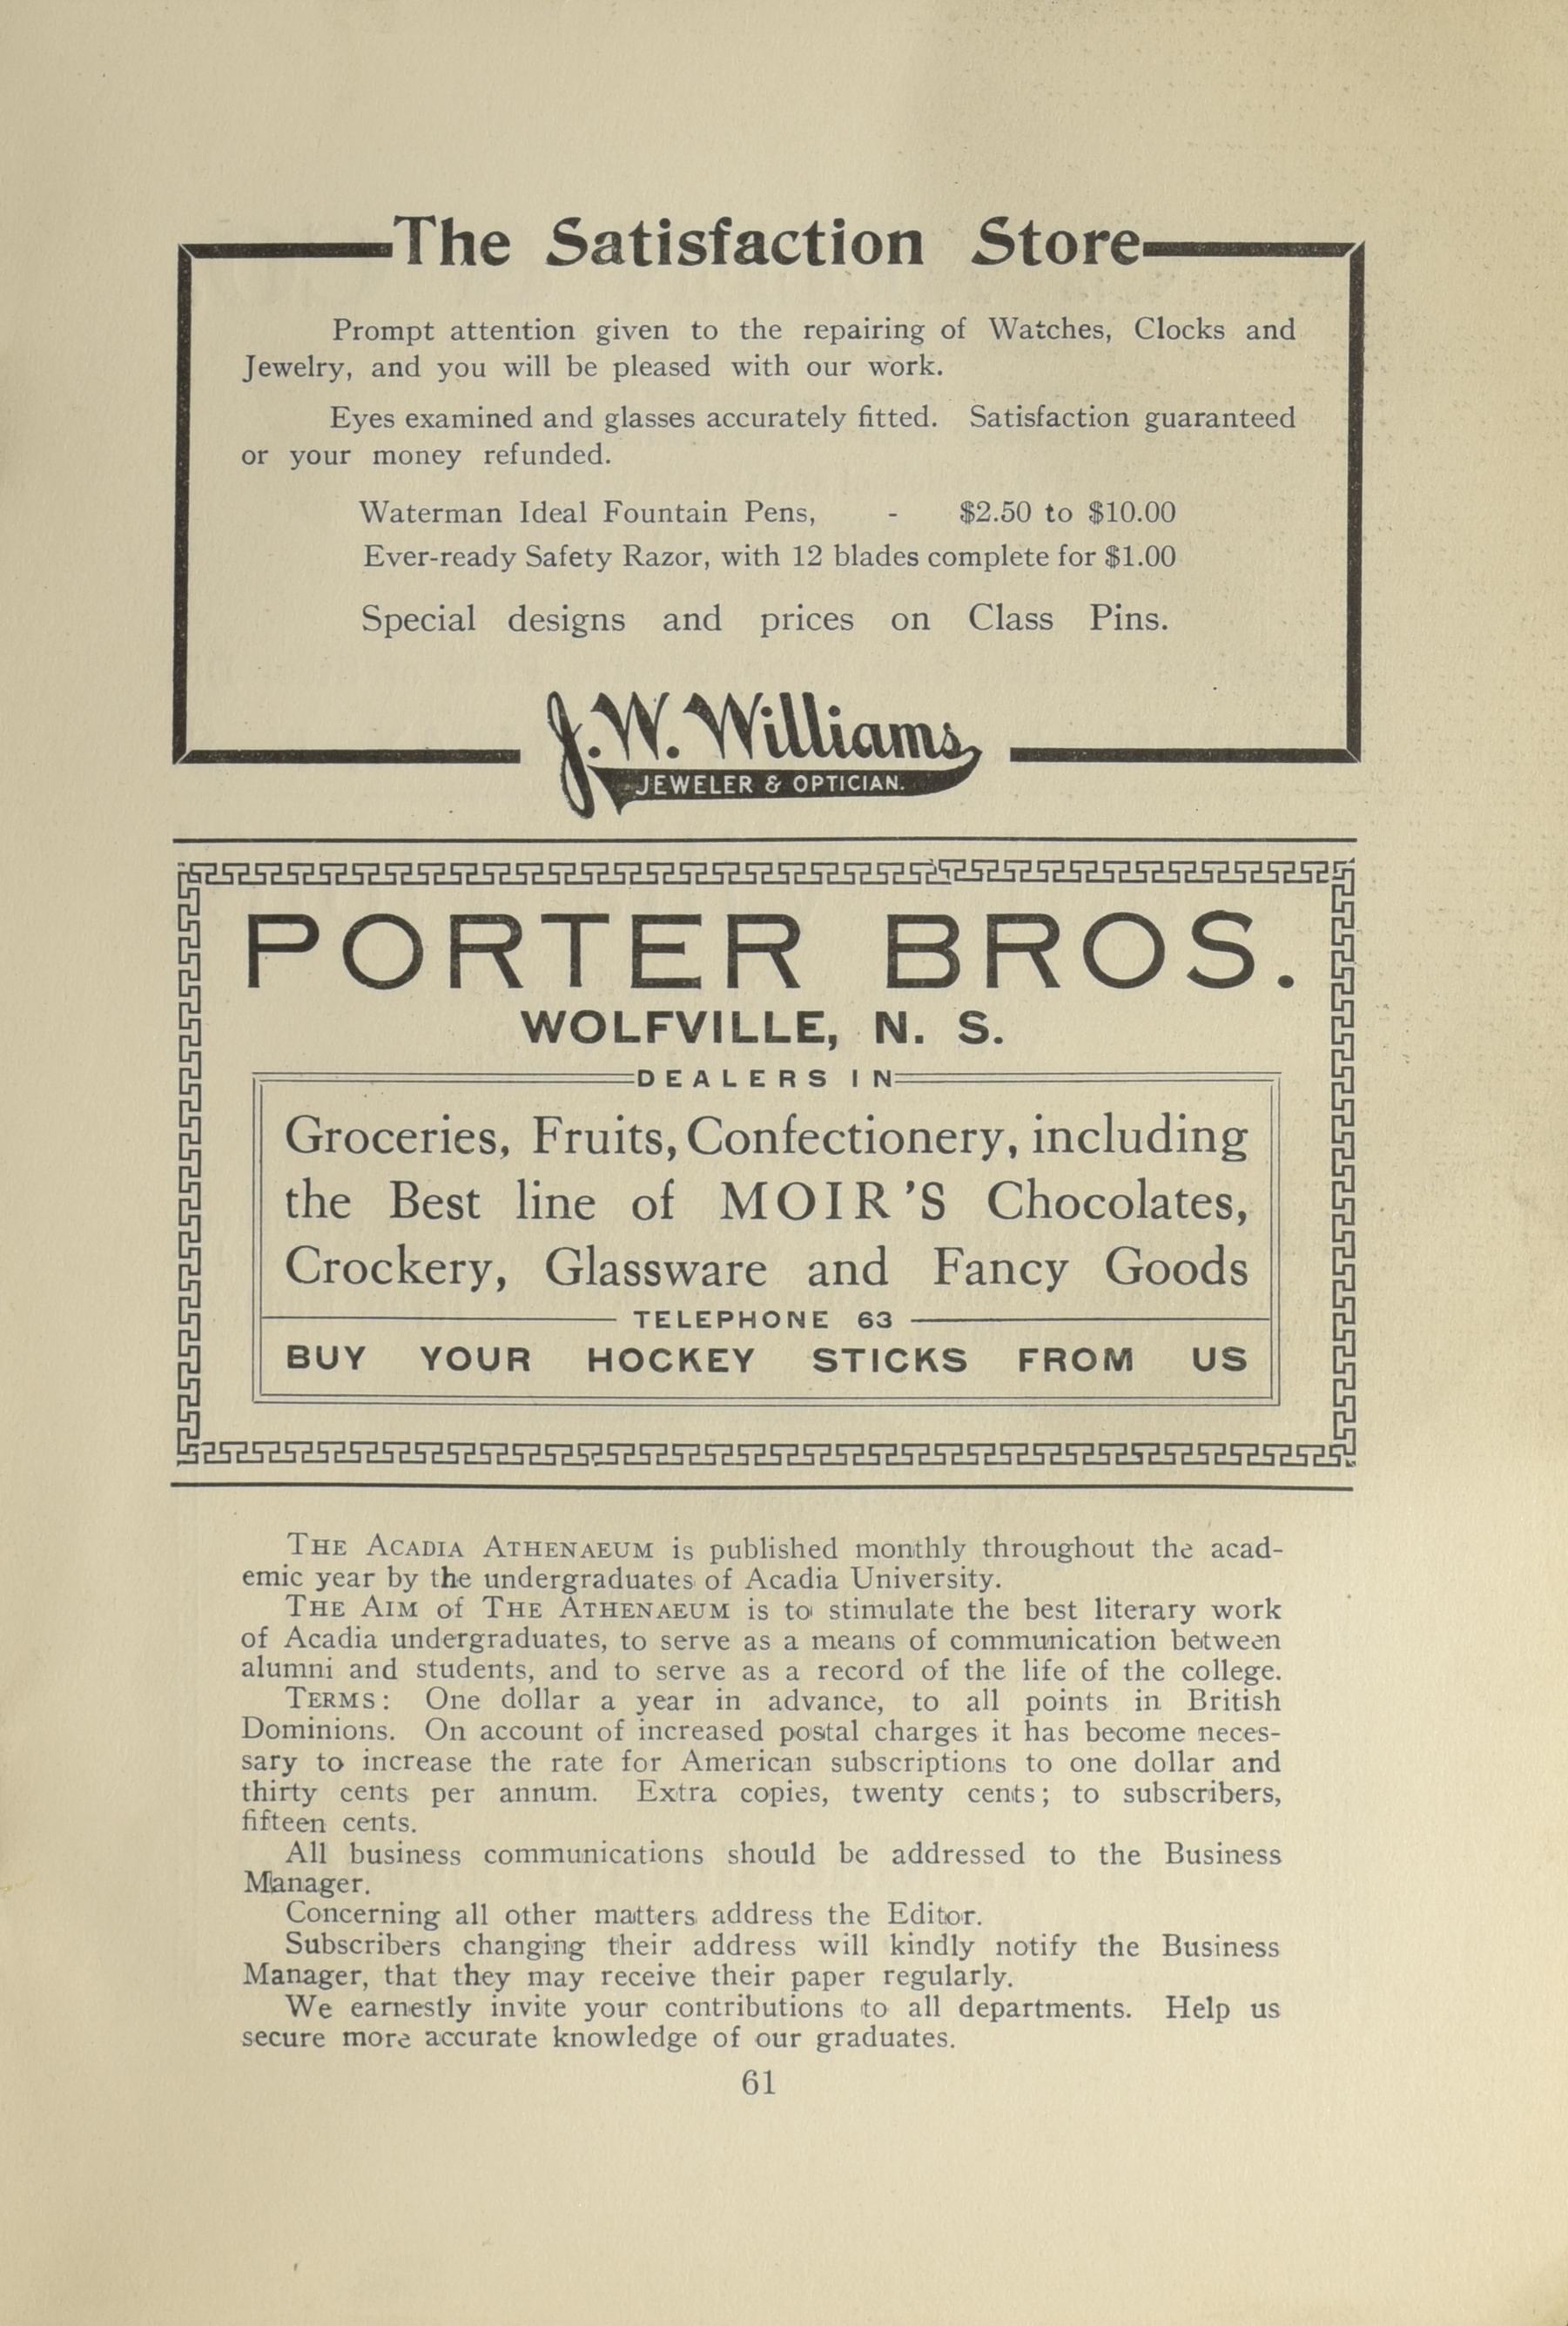 The Satisfaction Store
Prompt attention given to the repairing of Watches, Clocks and
Jewelry, and you will be pleased with our work.
Eyes examined and glasses accurately fitted. Satisfaction guaranteed
or your money refunded.
Waterman Ideal Fountain Pens, - $2.50 to $10.00
Ever-ready Safety Razor, with 12 blades complete for $1.00
Special designs and prices on Class Pins.
J. W. Williams
JEWELER & OPTICIAN.
PORTER BROS.
WOLFVILLE, N. S.
DEALERS IN
Groceries, Fruits, Confectionery, including
the Best line of MOIR'S Chocolates,
Crockery, Glassware and Fancy Goods
TELEPHONE 63
BUY YOUR HOCKEY STICKS FROM US
THE ACADIA ATHENAEUM is published monthly throughout the acad-
emic year by the undergraduates of Acadia University.
THE AIM of THE ATHENAEUM is to stimulate the best literary work
of Acadia undergraduates, to serve as a means of communication between
alumni and students, and to serve as a record of the life of the college.
TERMS: One dollar a year in advance, to all points in British
Dominions. On account of increased postal charges it has become neces-
sary to increase the rate for American subscriptions to one dollar and
thirty cents per annum. Extra copies, twenty cents; to subscribers,
fifteen cents.
All business communications should be addressed to the Business
Manager.
Concerning all other matters address the Editor.
Subscribers changing their address will kindly notify the Business
Manager, that they may receive their paper regularly.
We earnestly invite your contributions to all departments. Help us
secure more accurate knowledge of our graduates.
61